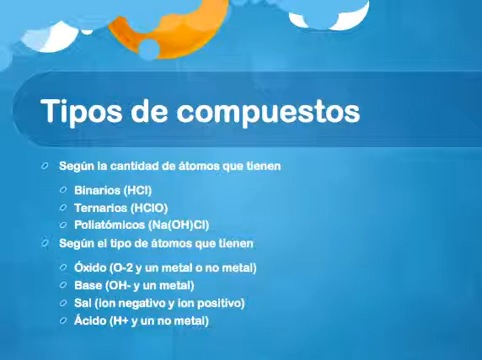 Tipos de compuestos
Según la cantidad de átomos que tienen
Binarios (HCl)
Ternarios (HClO)
Poliatómicos (Na(OH)Cl)
Según el tipo de átomos que tienen
Óxido (O-2 y un metal o no metal)
Base (OH- y un metal)
Sal (ion negativo y ion positivo)
Ácido (H+ y un no metal)